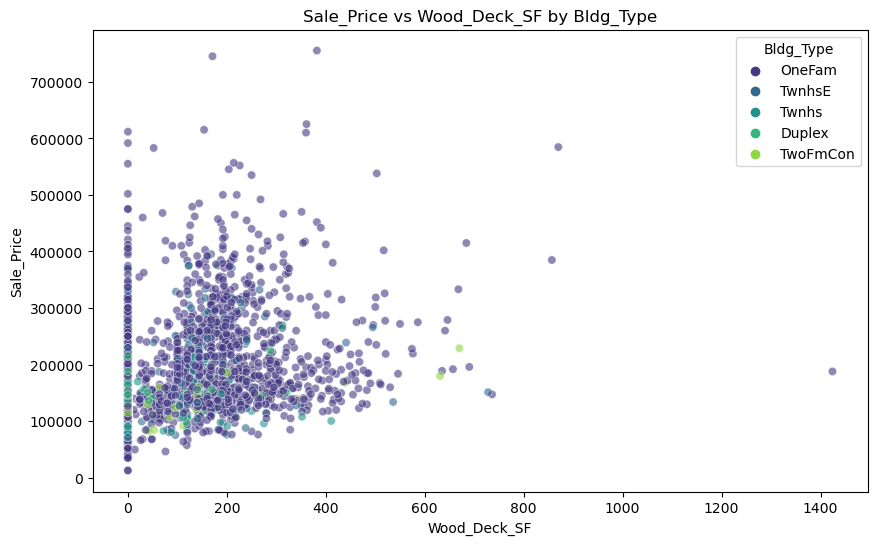 Sale_Price vs Wood_Deck_SF by Bldg_Type
Bldg_Type
OneFam
TwnhsE
Twnhs
Duplex
TwoFmCon
Sale_Price
700000
600000
500000
400000
300000
200000
100000
0
0 200 400 600 800 1000 1200 1400
Wood_Deck_SF